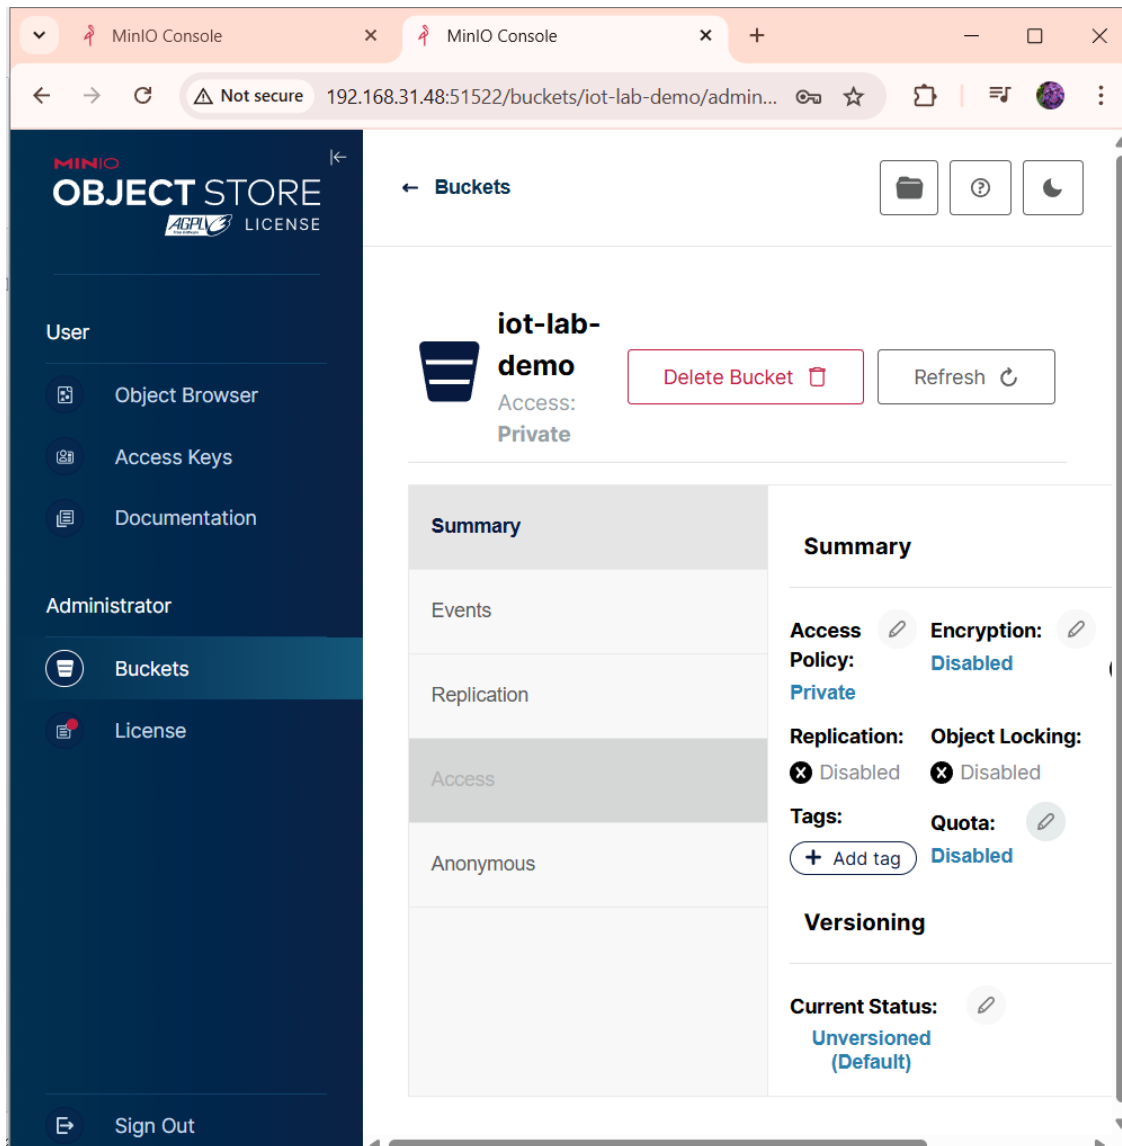 MinIO Console
MinIO Console
Not secure
192.168.31.48:51522/buckets/iot-lab-demo/admin...
MINIO
OBJECT STORE
AGPLV3 LICENSE
User
Object Browser
Access Keys
Documentation
Administrator
Buckets
License
Sign Out
Buckets
iot-lab-
demo
Access:
Private
Delete Bucket
Refresh
Summary
Events
Replication
Access
Anonymous
Summary
Access
Policy:
Private
Encryption:
Disabled
Replication:
Disabled
Object Locking:
Disabled
Tags:
+ Add tag
Quota:
Disabled
Versioning
Current Status:
Unversioned
(Default)